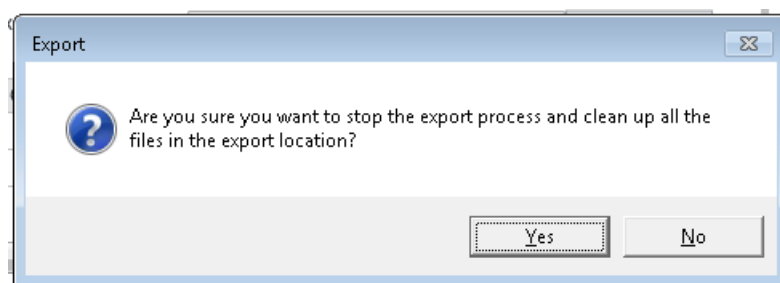 Export
Are you sure you want to stop the export process and clean up all the
files in the export location?
Yes
No